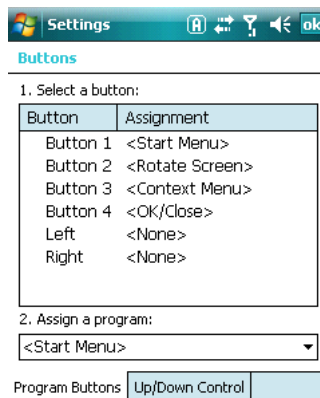 Settings A ok
Buttons
1. Select a button:
Button Assignment
Button 1 <Start Menu>
Button 2 <Rotate Screen>
Button 3 <Context Menu>
Button 4 <OK/Close>
Left <None>
Right <None>
2. Assign a program:
<Start Menu>
Program Buttons Up/Down Control